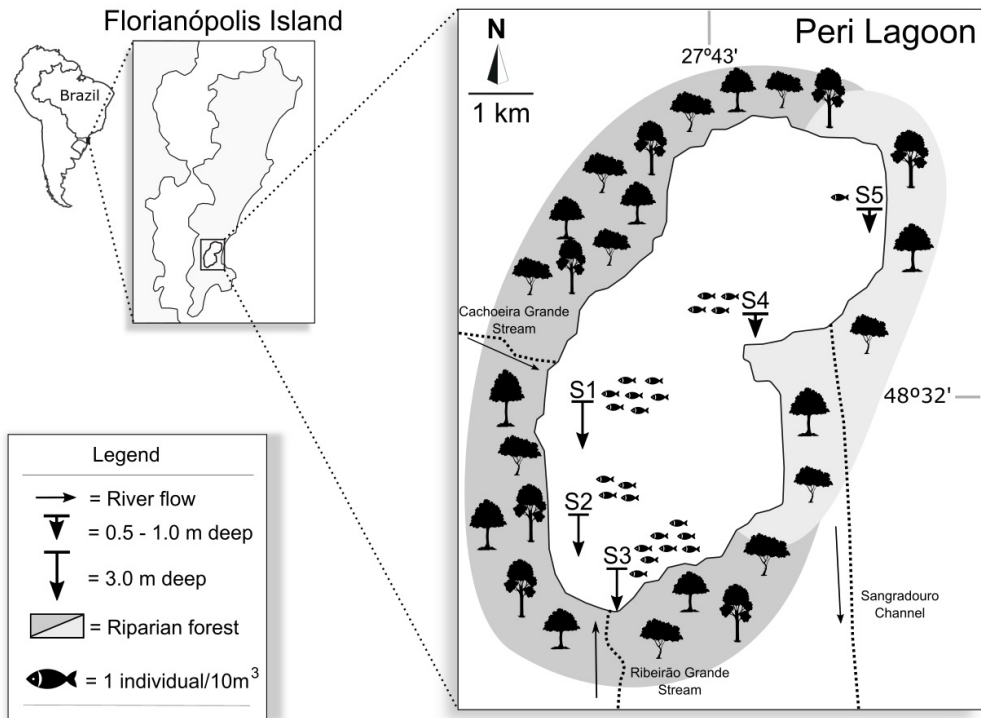 Florianópolis Island
Brazil
Peri Lagoon
N
1 km
27º43'
S5
S4
Cachoeira Grande
Stream
S1
48º32'
S2
S3
Sangradouro
Channel
Ribeirão Grande
Stream
Legend
= River flow
= 0.5 - 1.0 m deep
= 3.0 m deep
= Riparian forest
= 1 individual/10m³